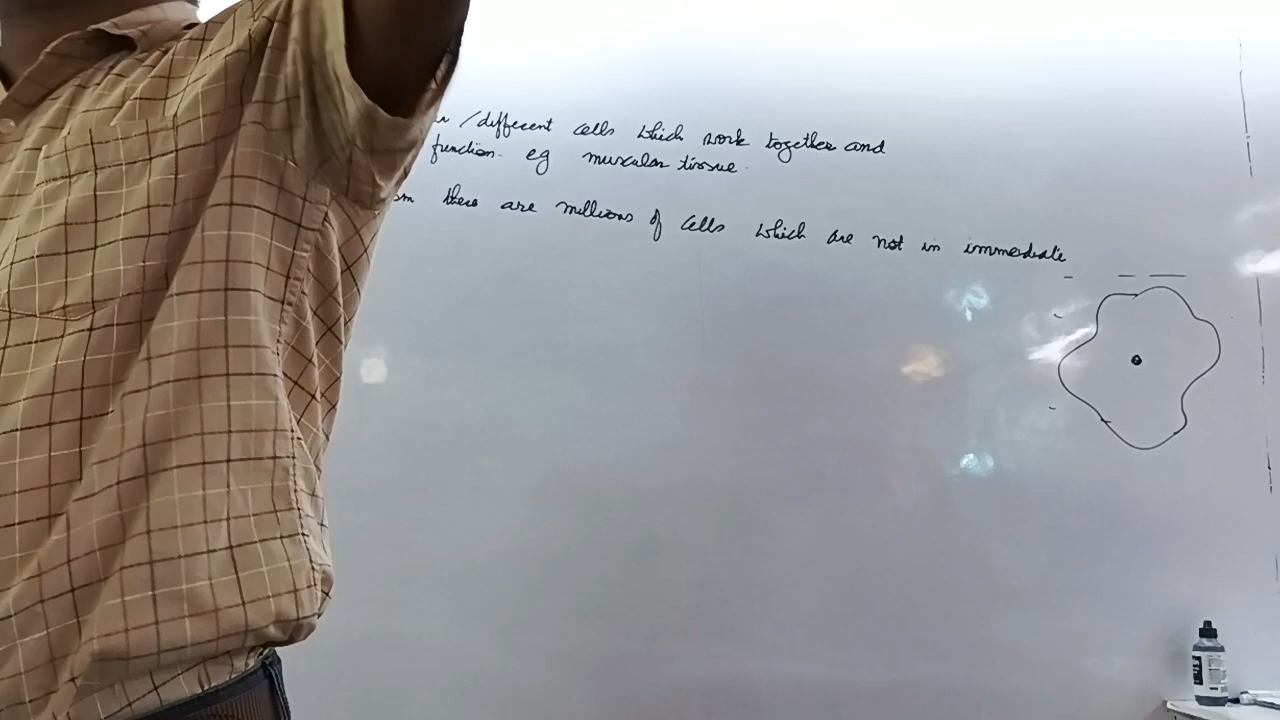 /different cells which work together and
function. eg muscular tissue.
there are millions of cells which are not in immediate